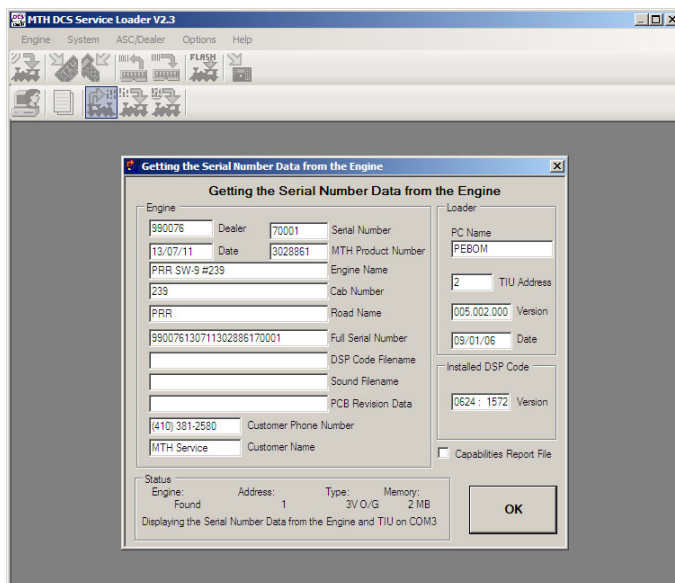 MTH DCS Service Loader V2.3
Engine System ASC/Dealer Options Help
FLASH
Getting the Serial Number Data from the Engine
Getting the Serial Number Data from the Engine
Engine
990076 Dealer 70001 Serial Number
13/07/11 Date 3028861 MTH Product Number
PRR SW-9 #239 Engine Name
239 Cab Number
PRR Road Name
990076130711302886170001 Full Serial Number
DSP Code Filename
Sound Filename
PCB Revision Data
(410) 381-2580 Customer Phone Number
MTH Service Customer Name
Loader
PC Name
PEBOM
2 TIU Address
005.002.000 Version
09/01/06 Date
Installed DSP Code
0624 : 1572 Version
Capabilities Report File
Status
Engine: Address: Type: Memory:
Found 1 3V O/G 2 MB
Displaying the Serial Number Data from the Engine and TIU on COM3
OK